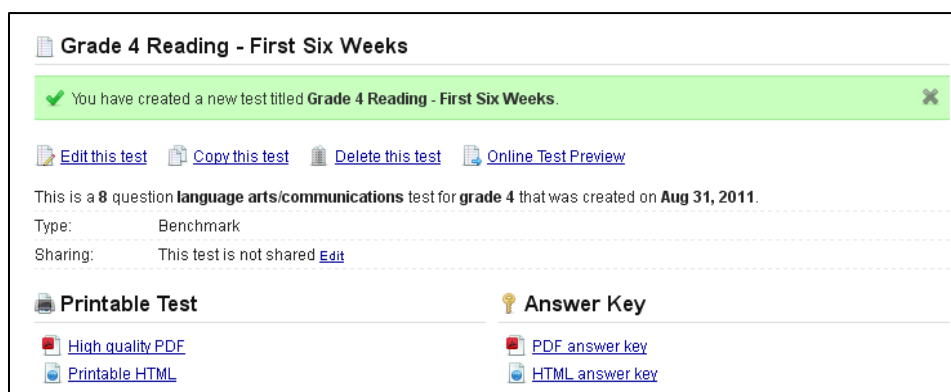 Grade 4 Reading - First Six Weeks
You have created a new test titled Grade 4 Reading - First Six Weeks.
Edit this test Copy this test Delete this test Online Test Preview
This is a 8 question language arts/communications test for grade 4 that was created on Aug 31, 2011.
Type: Benchmark
Sharing: This test is not shared Edit
Printable Test Answer Key
High quality PDF PDF answer key
Printable HTML HTML answer key